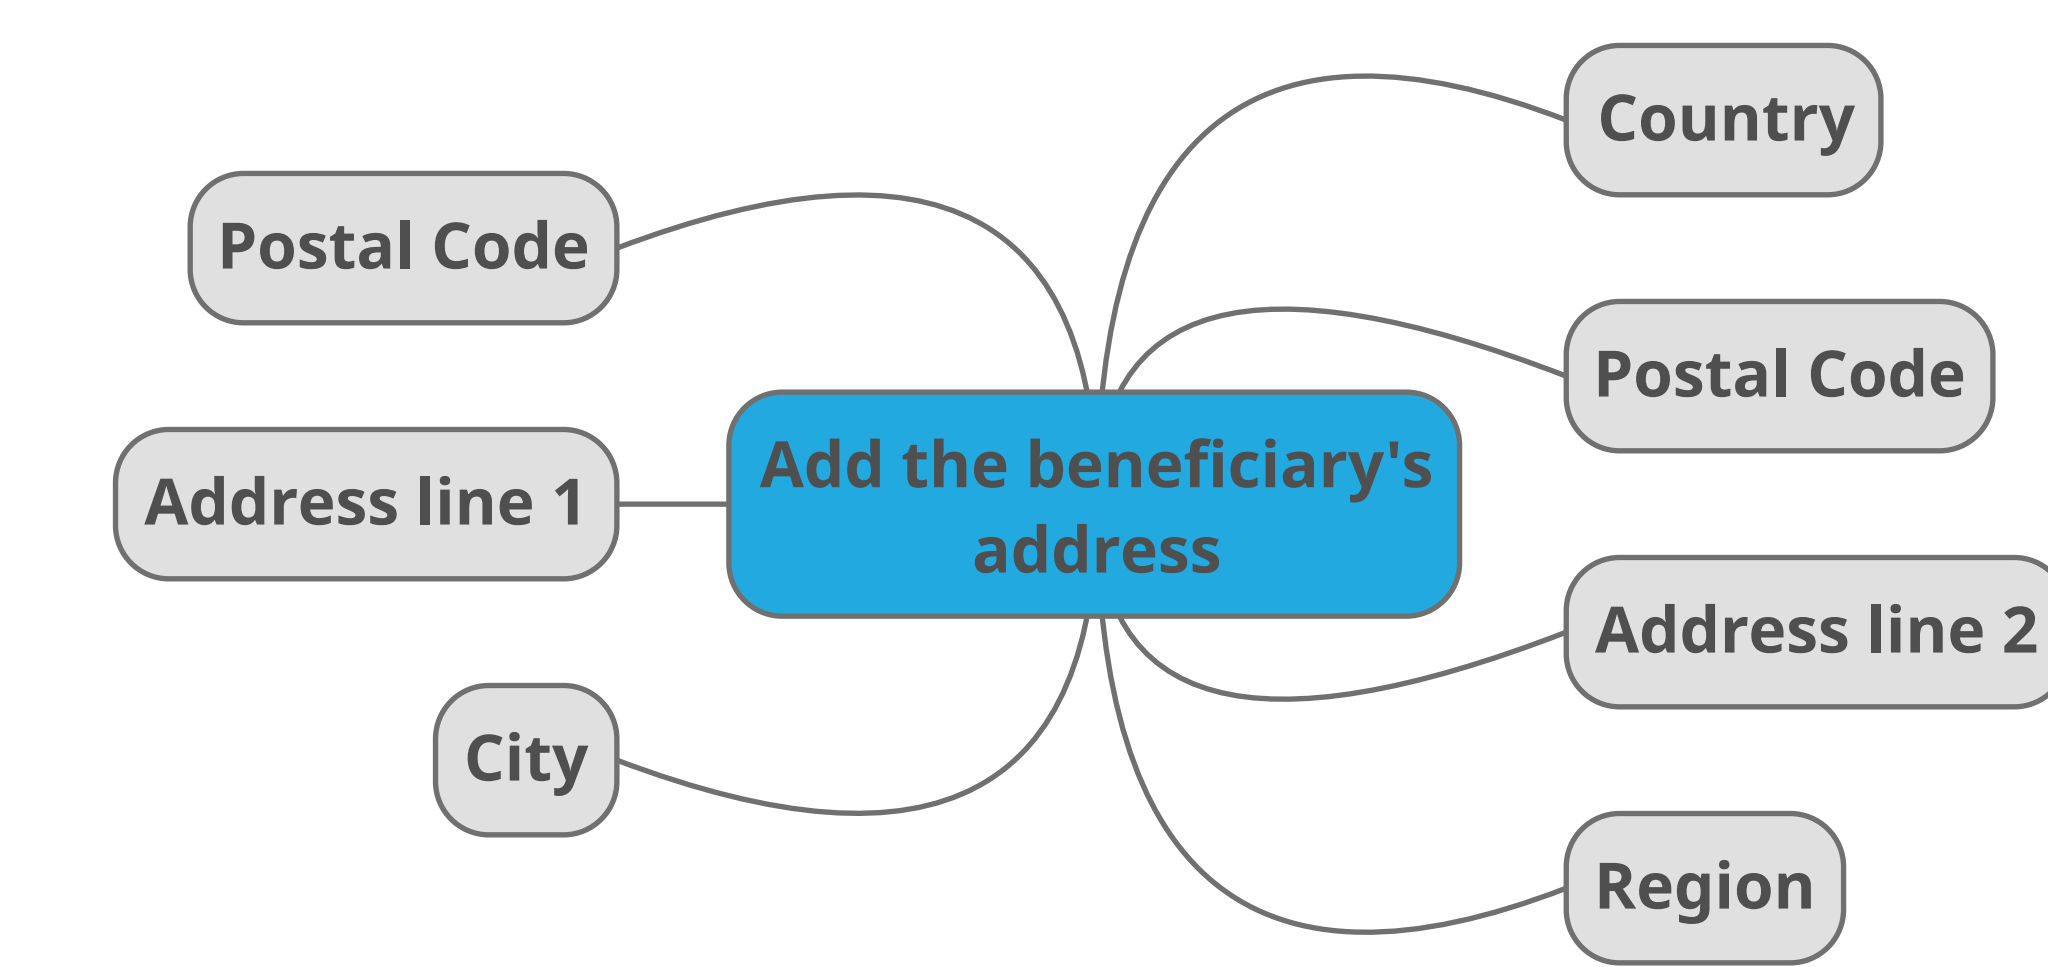 Country
Postal Code
Postal Code
Add the beneficiary's
address
Address line 1
Address line 2
City
Region